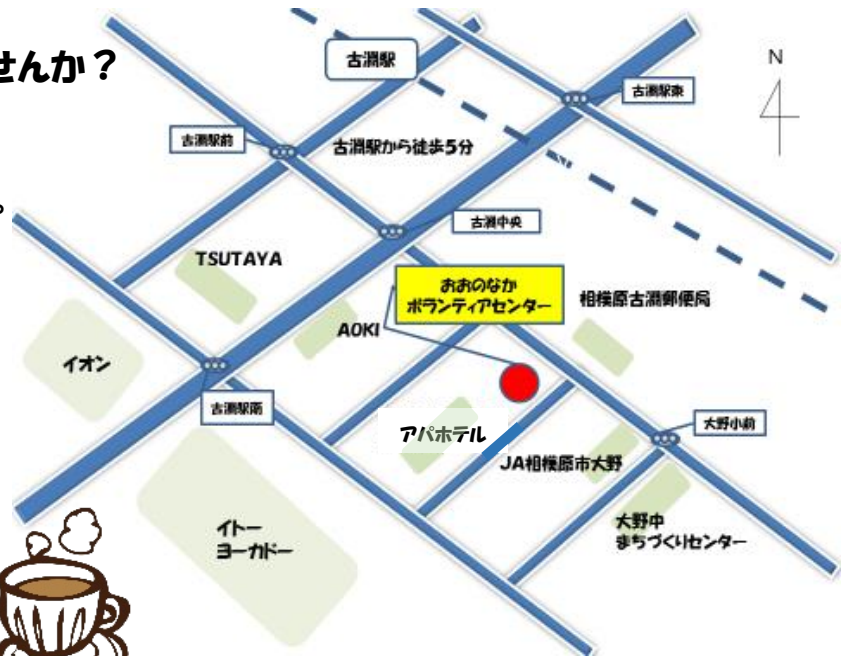 せんか？
。
古淵駅
N
古淵駅東
古淵駅前
古淵駅から徒歩5分
古淵中央
TSUTAYA
おおのなか
ボランティアセンター
相模原古淵郵便局
AOKI
イオン
古淵駅南
アパホテル
大野小前
JA相模原市大野
イトー
ヨーカドー
大野中
まちづくりセンター